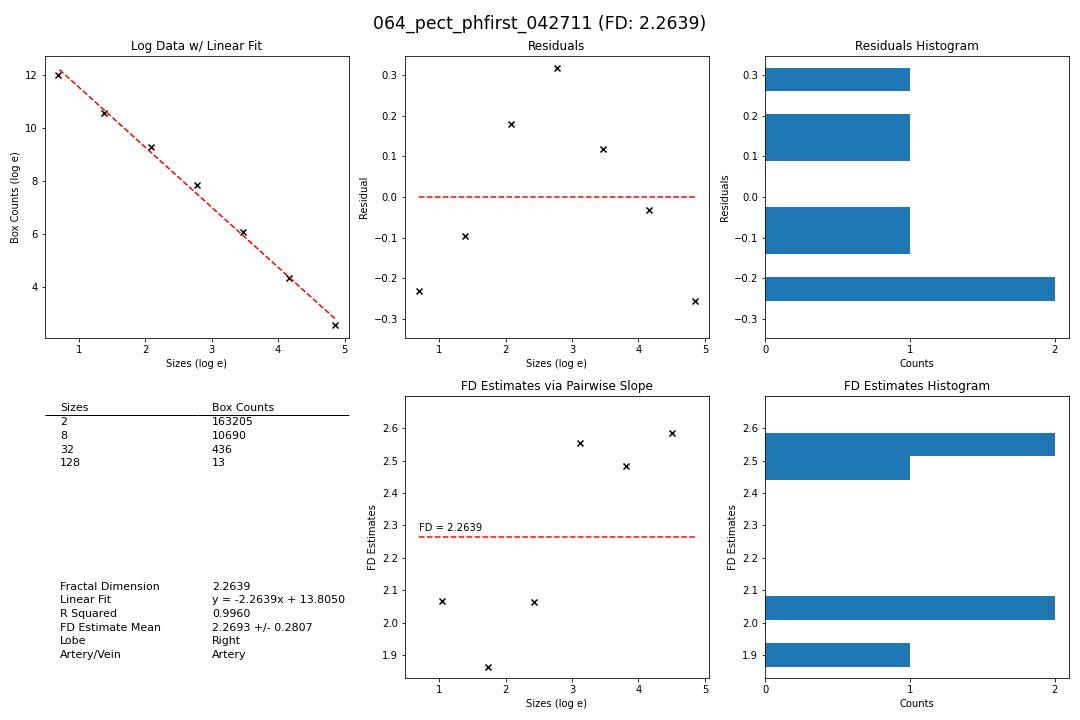 064_pect_phfirst_042711 (FD: 2.2639)
Log Data w/ Linear Fit
Box Counts (log e)
12
10
8
6
4
1 2 3 4 5
Sizes (log e)
Residuals
Residual
0.3
0.2
0.1
0.0
−0.1
−0.2
−0.3
1 2 3 4 5
Sizes (log e)
Residuals Histogram
Residuals
0.3
0.2
0.1
0.0
−0.1
−0.2
−0.3
0 1 2
Counts
Sizes Box Counts
2 163205
8 10690
32 436
128 13
Fractal Dimension 2.2639
Linear Fit y = -2.2639x + 13.8050
R Squared 0.9960
FD Estimate Mean 2.2693 +/- 0.2807
Lobe Right
Artery/Vein Artery
FD Estimates via Pairwise Slope
FD Estimates
2.6
2.5
2.4
2.3
2.2
2.1
2.0
1.9
FD = 2.2639
1 2 3 4 5
Sizes (log e)
FD Estimates Histogram
FD Estimates
2.6
2.5
2.4
2.3
2.2
2.1
2.0
1.9
0 1 2
Counts